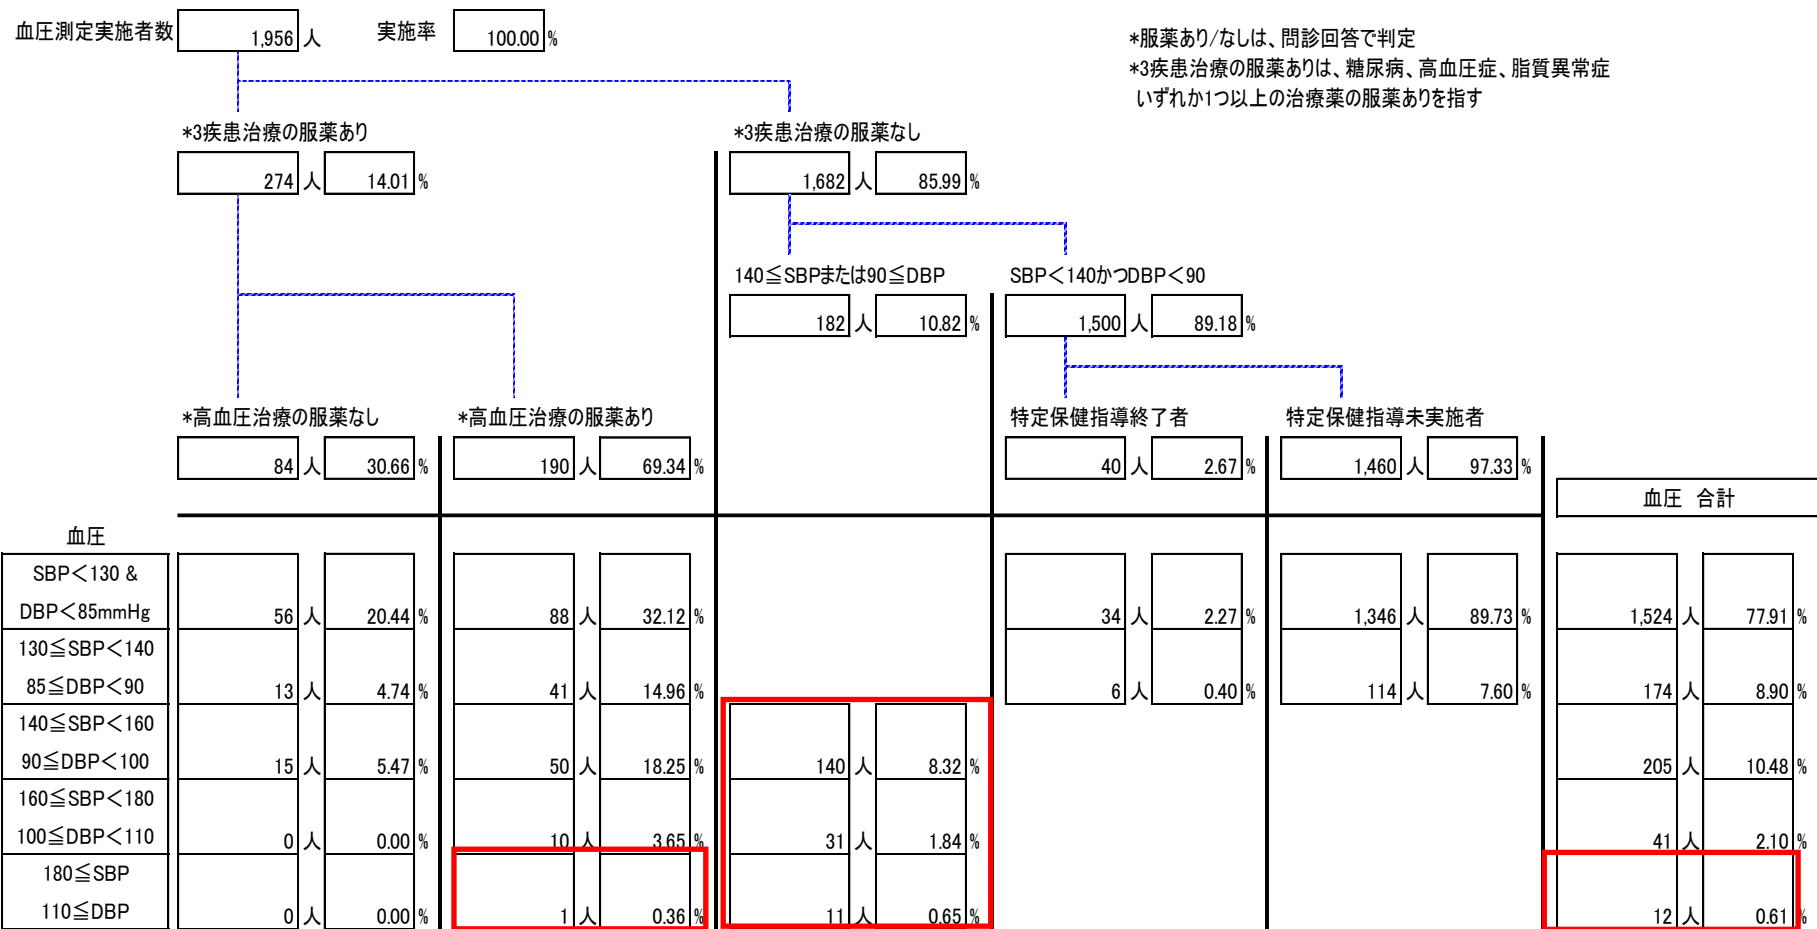 血圧測定実施者数 1,956 人 実施率 100.00 %
*服薬あり/なしは、問診回答で判定
*3疾患治療の服薬ありは、糖尿病、高血圧症、脂質異常症
いずれか1つ以上の治療薬の服薬ありを指す
*3疾患治療の服薬あり *3疾患治療の服薬なし
274 人 14.01 % 1,682 人 85.99 %
140≦SBPまたは90≦DBP SBP<140かつDBP<90
182 人 10.82 % 1,500 人 89.18 %
*高血圧治療の服薬なし *高血圧治療の服薬あり 特定保健指導終了者 特定保健指導未実施者
84 人 30.66 % 190 人 69.34 % 40 人 2.67 % 1,460 人 97.33 %
血圧 合計
血圧
SBP<130 &
DBP<85mmHg 56 人 20.44 % 88 人 32.12 % 34 人 2.27 % 1,346 人 89.73 % 1,524 人 77.91 %
130≦SBP<140
85≦DBP<90 13 人 4.74 % 41 人 14.96 % 6 人 0.40 % 114 人 7.60 % 174 人 8.90 %
140≦SBP<160
90≦DBP<100 15 人 5.47 % 50 人 18.25 % 140 人 8.32 % 205 人 10.48 %
160≦SBP<180
100≦DBP<110 0 人 0.00 % 10 人 3.65 % 31 人 1.84 % 41 人 2.10 %
180≦SBP
110≦DBP 0 人 0.00 % 1 人 0.36 % 11 人 0.65 % 12 人 0.61 %